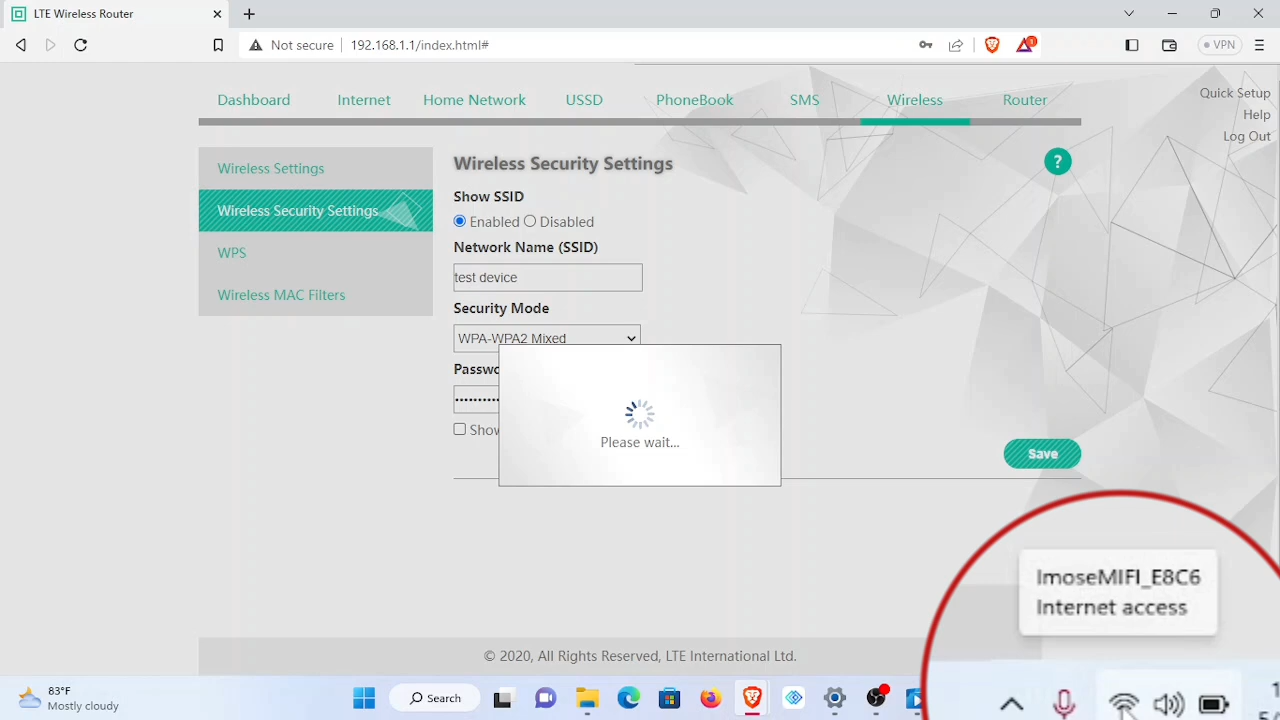 LTE Wireless Router
Not secure 192.168.1.1/index.html#
1
VPN
Dashboard Internet Home Network USSD PhoneBook SMS Wireless Router
Quick Setup
Help
Log Out
Wireless Settings
Wireless Security Settings
WPS
Wireless MAC Filters
Wireless Security Settings
?
Show SSID
Enabled Disabled
Network Name (SSID)
test device
Security Mode
WPA-WPA2 Mixed
Show
Please wait...
Save
ImoseMIFI_E8C6
Internet access
© 2020, All Rights Reserved, LTE International Ltd.
83°F
Mostly cloudy
Search